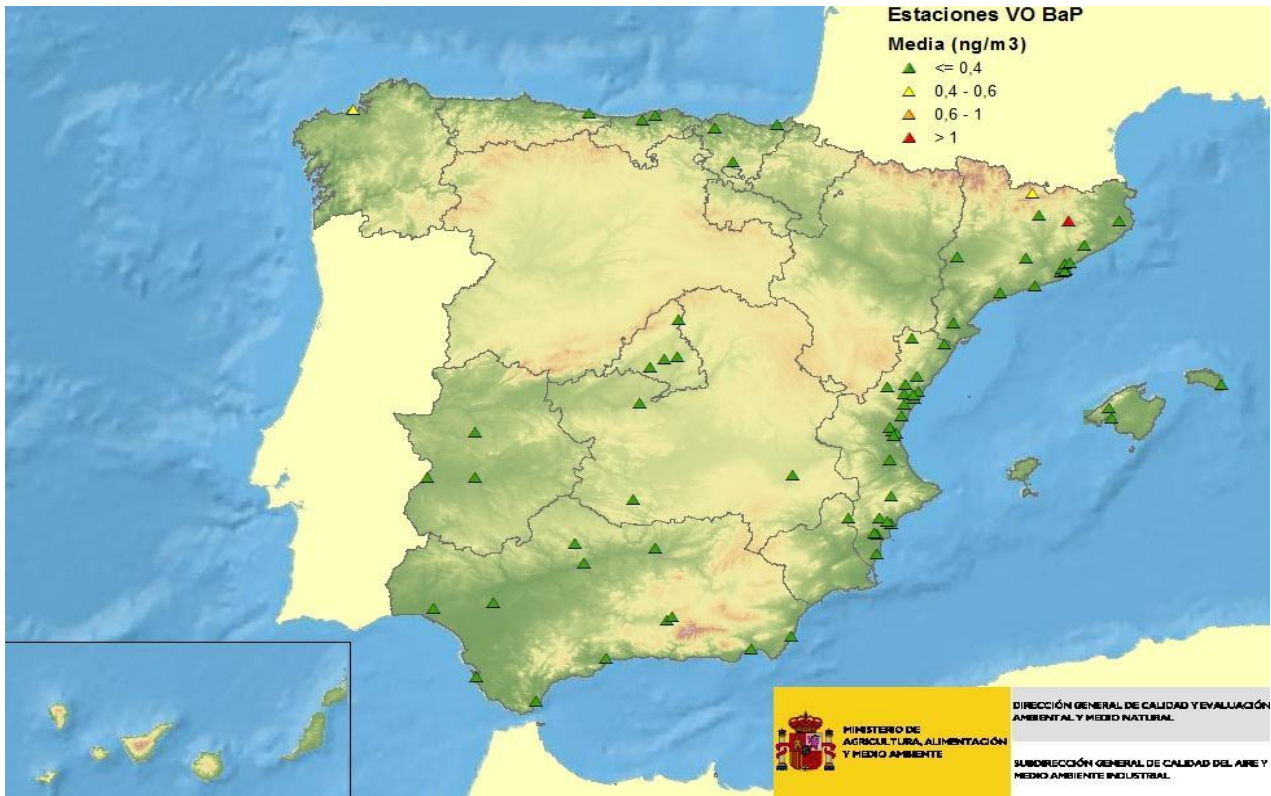 Estaciones VO BaP
Media (ng/m3)
<= 0,4
0,4 - 0,6
0,6 - 1
> 1
MINISTERIO DE
AGRICULTURA, ALIMENTACIÓN
Y MEDIO AMBIENTE
DIRECCIÓN GENERAL DE CALIDAD Y EVALUACIÓN
AMBIENTAL Y MEDIO NATURAL
SUBDIRECCIÓN GENERAL DE CALIDAD DEL AIRE Y
MEDIO AMBIENTE INDUSTRIAL